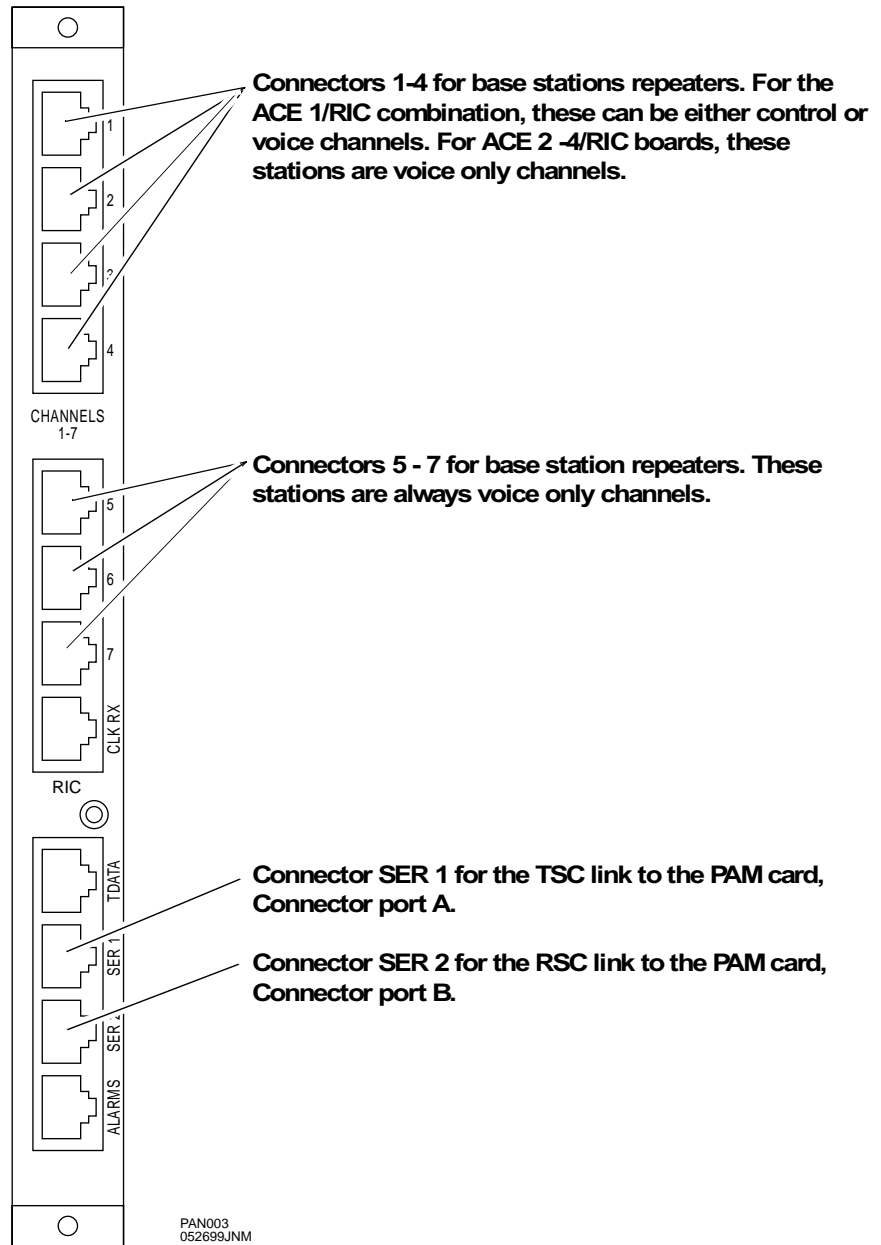 Connectors 1-4 for base stations repeaters. For the
ACE 1/RIC combination, these can be either control or
voice channels. For ACE 2 -4/RIC boards, these
stations are voice only channels.
1
2
3
4
CHANNELS
1-7
Connectors 5 - 7 for base station repeaters. These
stations are always voice only channels.
5
6
7
CLK RX
RIC
TDATA
Connector SER 1 for the TSC link to the PAM card,
Connector port A.
SER 1
Connector SER 2 for the RSC link to the PAM card,
Connector port B.
SER 2
ALARMS
PAN003
052699JNM